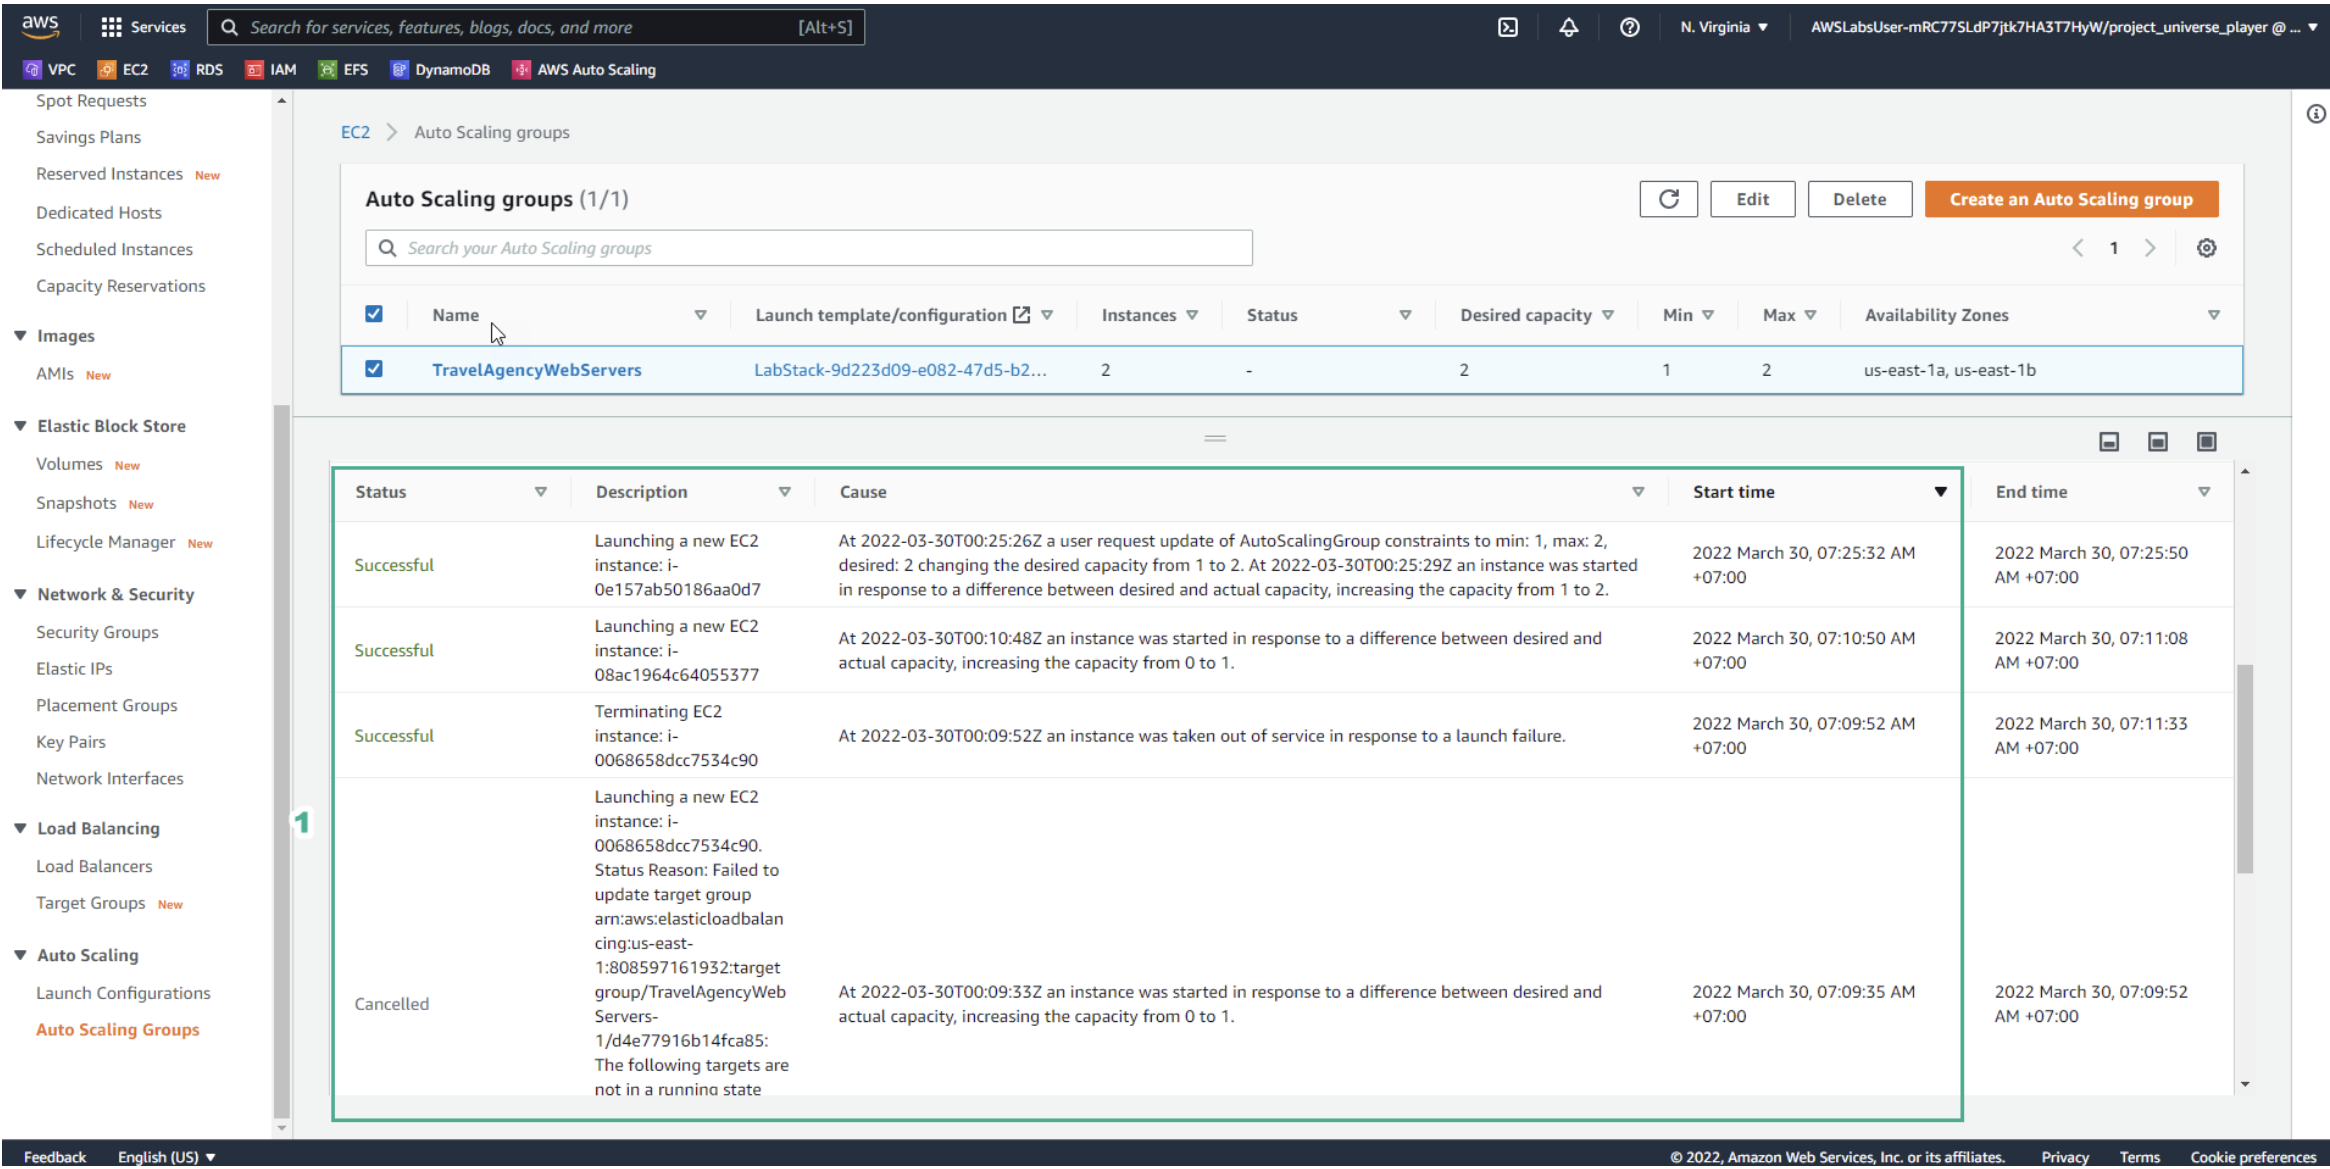 aws Services Search for services, features, blogs, docs, and more [Alt+S] N. Virginia AWSLabsUser-mRC77SLdP7jtk7HA3T7HyW/project_universe_player @ ...
VPC EC2 RDS IAM EFS DynamoDB AWS Auto Scaling
Spot Requests
Savings Plans
Reserved Instances New
Dedicated Hosts
Scheduled Instances
Capacity Reservations
Images
AMIs New
Elastic Block Store
Volumes New
Snapshots New
Lifecycle Manager New
Network & Security
Security Groups
Elastic IPs
Placement Groups
Key Pairs
Network Interfaces
Load Balancing
Load Balancers
Target Groups New
Auto Scaling
Launch Configurations
Auto Scaling Groups
EC2 > Auto Scaling groups
Auto Scaling groups (1/1) Edit Delete Create an Auto Scaling group
Search your Auto Scaling groups 1
Name Launch template/configuration Instances Status Desired capacity Min Max Availability Zones
TravelAgencyWebServers LabStack-9d223d09-e082-47d5-b2... 2 - 2 1 2 us-east-1a, us-east-1b
1
Status Description Cause Start time End time
Successful
Launching a new EC2
instance: i-
0e157ab50186aa0d7
At 2022-03-30T00:25:26Z a user request update of AutoScalingGroup constraints to min: 1, max: 2,
desired: 2 changing the desired capacity from 1 to 2. At 2022-03-30T00:25:29Z an instance was started
in response to a difference between desired and actual capacity, increasing the capacity from 1 to 2.
2022 March 30, 07:25:32 AM
+07:00
2022 March 30, 07:25:50
AM +07:00
Successful
Launching a new EC2
instance: i-
08ac1964c64055377
At 2022-03-30T00:10:48Z an instance was started in response to a difference between desired and
actual capacity, increasing the capacity from 0 to 1.
2022 March 30, 07:10:50 AM
+07:00
2022 March 30, 07:11:08
AM +07:00
Successful
Terminating EC2
instance: i-
0068658dcc7534c90
At 2022-03-30T00:09:52Z an instance was taken out of service in response to a launch failure.
2022 March 30, 07:09:52 AM
+07:00
2022 March 30, 07:11:33
AM +07:00
Cancelled
Launching a new EC2
instance: i-
0068658dcc7534c90.
Status Reason: Failed to
update target group
arn:aws:elasticloadbalan
cing:us-east-
1:808597161932:target
group/TravelAgencyWeb
Servers-
1/d4e77916b14fca85:
The following targets are
not in a running state
At 2022-03-30T00:09:33Z an instance was started in response to a difference between desired and
actual capacity, increasing the capacity from 0 to 1.
2022 March 30, 07:09:35 AM
+07:00
2022 March 30, 07:09:52
AM +07:00
Feedback English (US) © 2022, Amazon Web Services, Inc. or its affiliates. Privacy Terms Cookie preferences